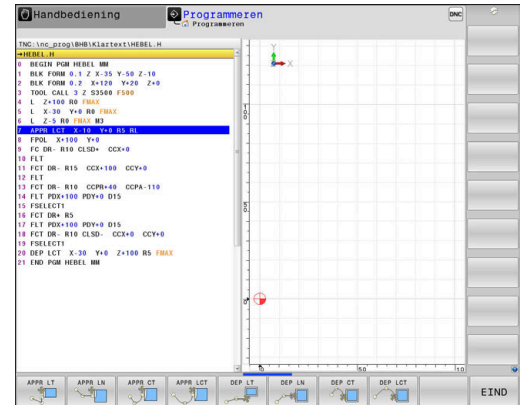 Handbediening
Programmeren
Programmeren
DNC
TNC:\nc_prog\BHB\Klartext\HEBEL.H
→HEBEL.H
0 BEGIN PGM HEBEL MM
1 BLK FORM 0.1 Z X-35 Y-50 Z-10
2 BLK FORM 0.2 X+120 Y+20 Z+0
3 TOOL CALL 3 Z S3500 F500
4 L Z+100 R0 FMAX
5 L X-30 Y+0 R0 FMAX
6 L Z-5 R0 FMAX M3
7 APPR LCT X-10 Y+0 R5 RL
8 FPOL X+100 Y+0
9 FC DR- R10 CLSD+ CCX+0
10 FLT
11 FCT DR- R15 CCX+100 CCY+0
12 FLT
13 FCT DR- R10 CCPR+40 CCPA-110
14 FLT PDX+100 PDY+0 D15
15 FSELECT1
16 FCT DR+ R5
17 FLT PDX+100 PDY+0 D15
18 FCT DR- R10 CLSD- CCX+0 CCY+0
19 FSELECT1
20 DEP LCT X-30 Y+0 Z+100 R5 FMAX
21 END PGM HEBEL MM
Y
X
100
50
0
0
50
10
APPR LT
APPR LN
APPR CT
APPR LCT
DEP LT
DEP LN
DEP CT
DEP LCT
EIND